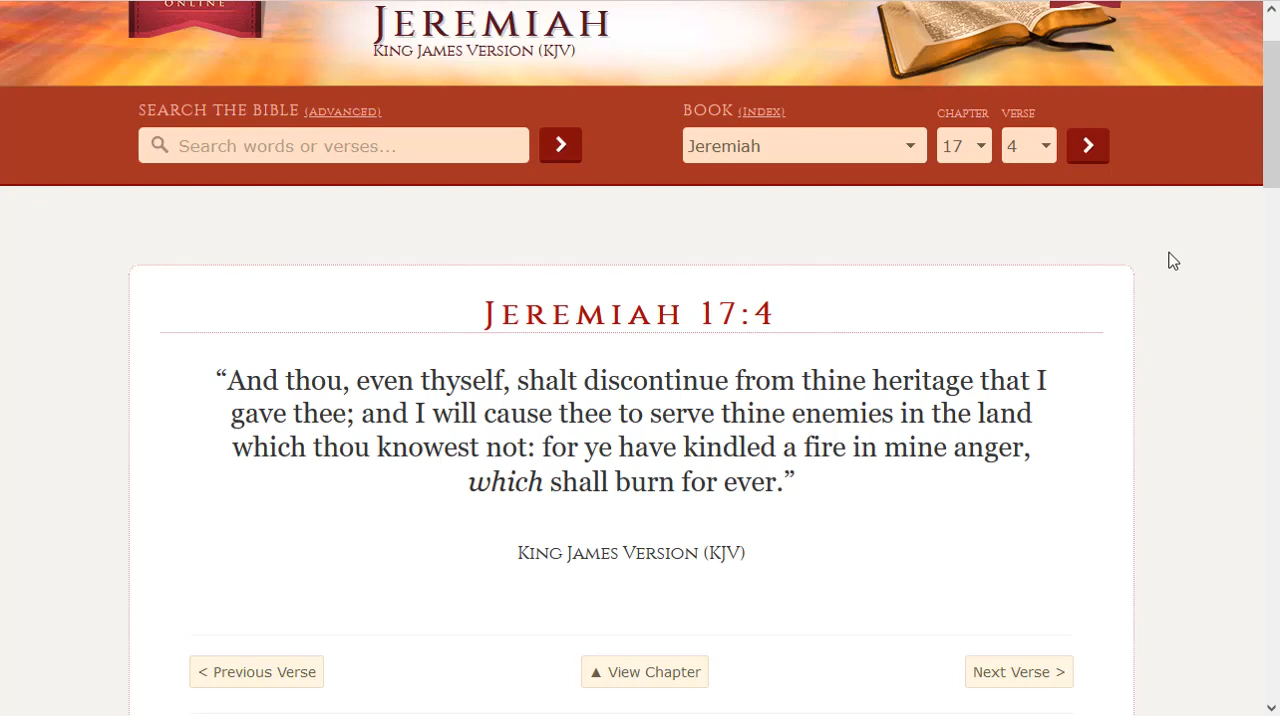 ONLINE
JEREMIAH
KING JAMES VERSION (KJV)
SEARCH THE BIBLE (ADVANCED)
BOOK (INDEX)
CHAPTER
VERSE
Search words or verses...
Jeremiah
17
4
JEREMIAH 17:4
“And thou, even thyself, shalt discontinue from thine heritage that I
gave thee; and I will cause thee to serve thine enemies in the land
which thou knowest not: for ye have kindled a fire in mine anger,
which shall burn for ever.”
KING JAMES VERSION (KJV)
< Previous Verse
▲ View Chapter
Next Verse >